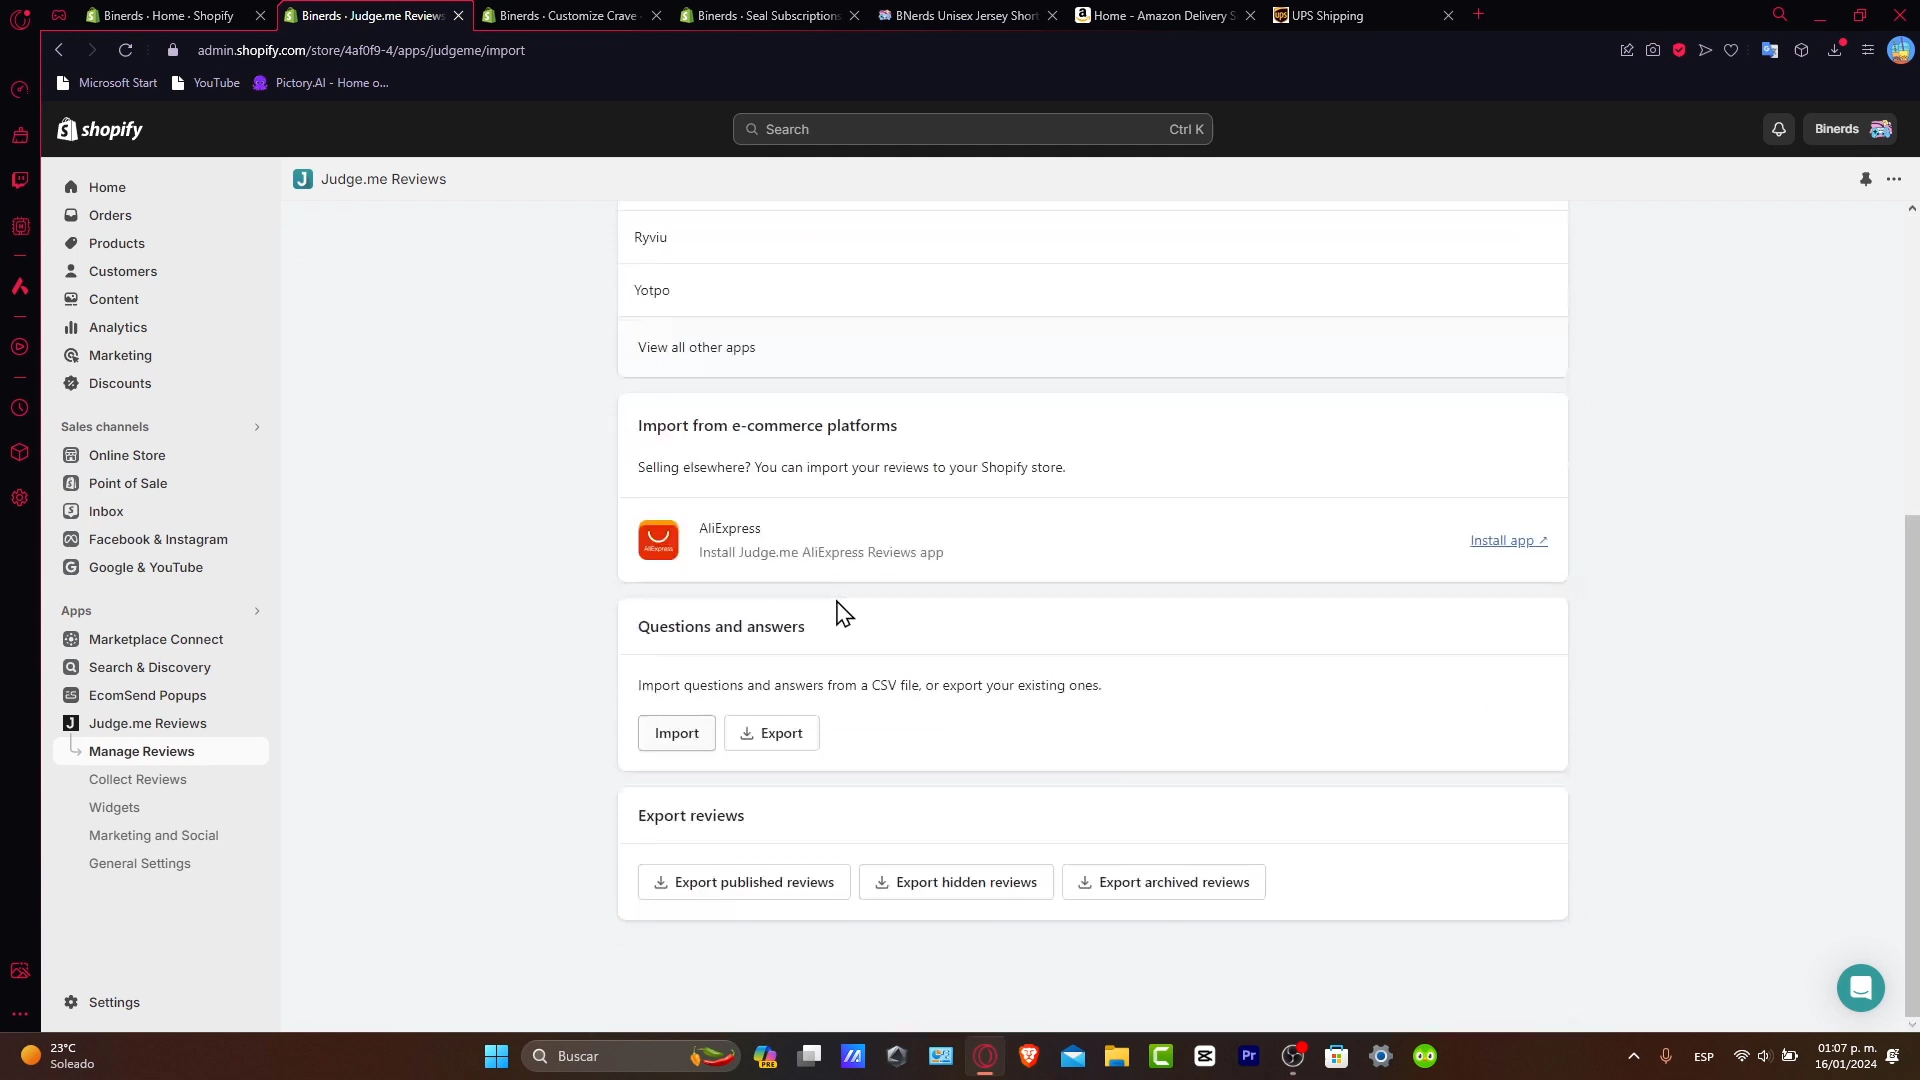 Binerds · Home · Shopify
Binerds · Judge.me Reviews
Binerds · Customize Crave ·
Binerds · Seal Subscriptions
BNerds Unisex Jersey Short
Home - Amazon Delivery S
UPS Shipping
admin.shopify.com/store/4af0f9-4/apps/judgeme/import
Microsoft Start
YouTube
Pictory.AI - Home o...
shopify
Search
Ctrl K
Binerds
Judge.me Reviews
Home
Orders
Products
Customers
Content
Analytics
Marketing
Discounts
Sales channels
Online Store
Point of Sale
Inbox
Facebook & Instagram
Google & YouTube
Apps
Marketplace Connect
Search & Discovery
EcomSend Popups
Judge.me Reviews
Manage Reviews
Collect Reviews
Widgets
Marketing and Social
General Settings
Settings
Ryviu
Yotpo
View all other apps
Import from e-commerce platforms
Selling elsewhere? You can import your reviews to your Shopify store.
AliExpress
AliExpress
Install Judge.me AliExpress Reviews app
Install app ↗
Questions and answers
Import questions and answers from a CSV file, or export your existing ones.
Import
Export
Export reviews
Export published reviews
Export hidden reviews
Export archived reviews
23°C
Soleado
Buscar
PRE
Pr
ESP
01:07 p. m.
16/01/2024